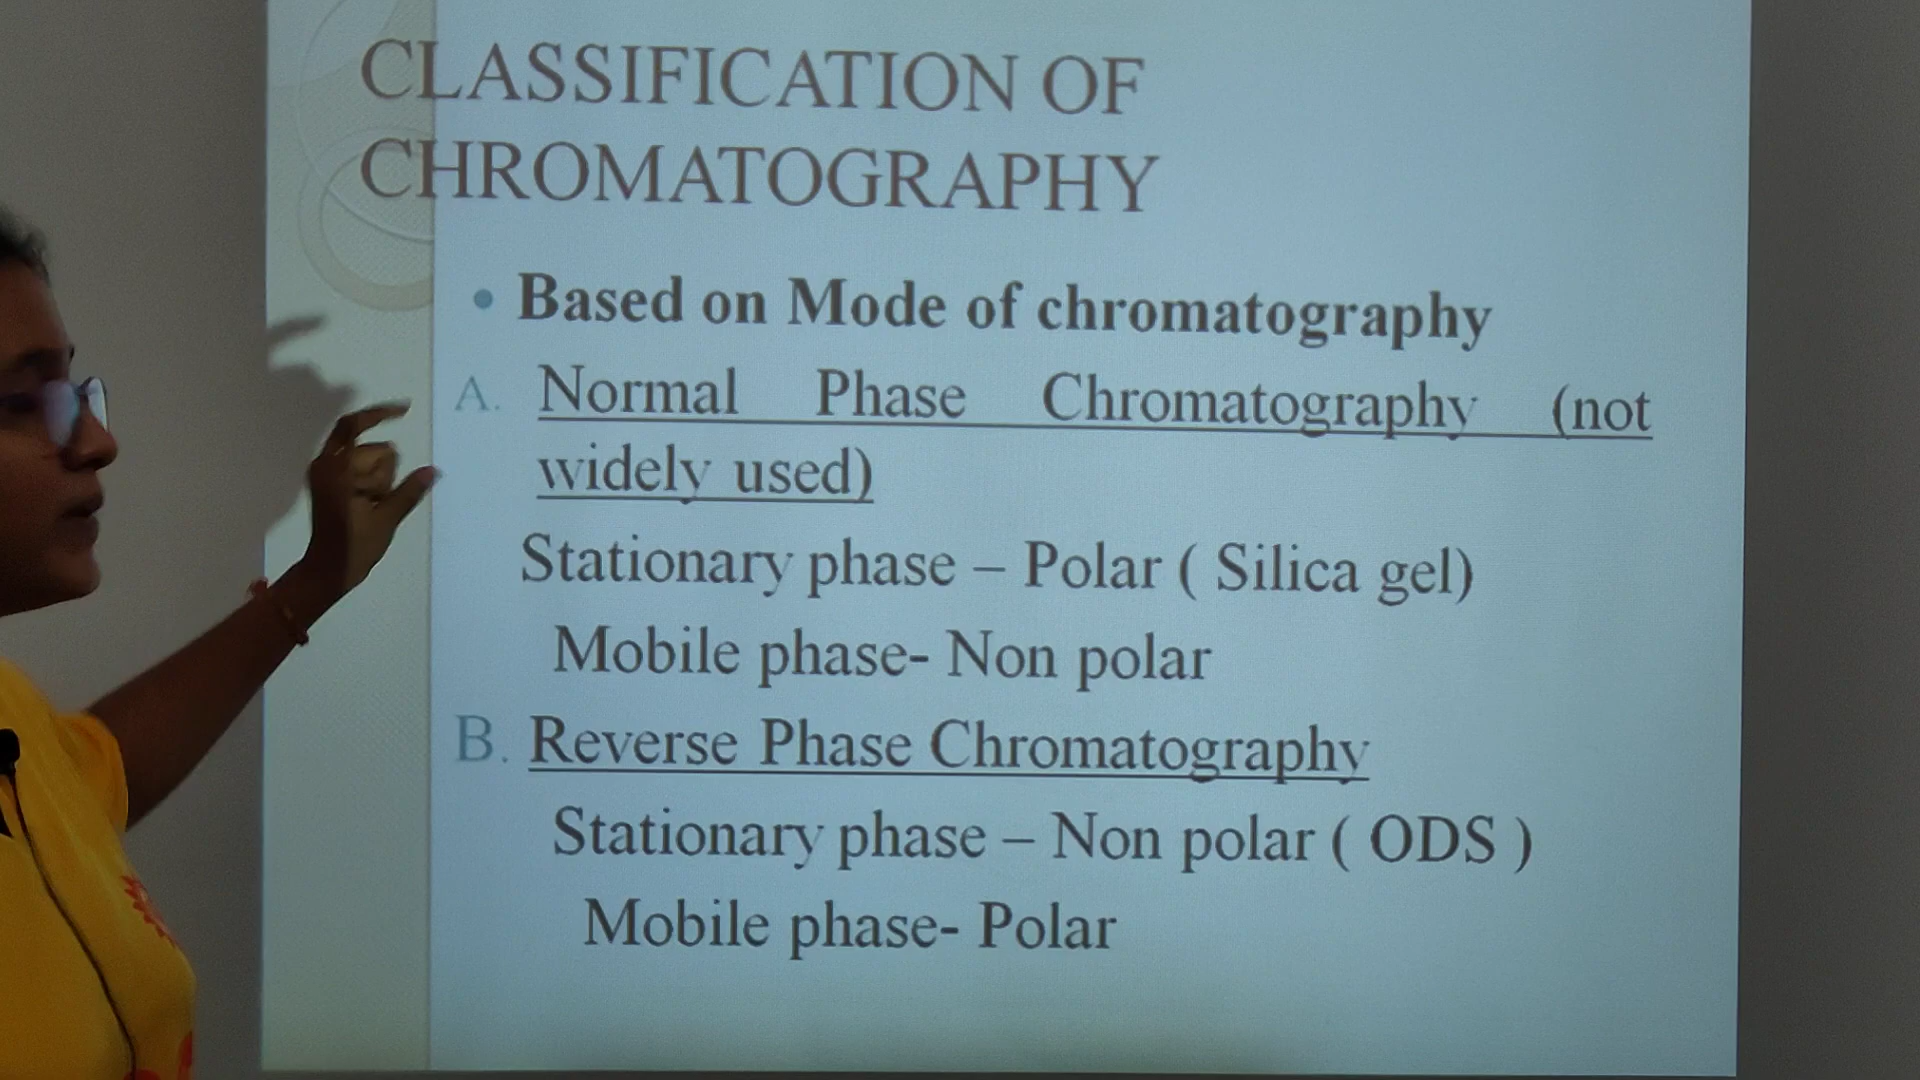 CLASSIFICATION OF
CHROMATOGRAPHY
• Based on Mode of chromatography
A. Normal Phase Chromatography (not
widely used)
Stationary phase – Polar ( Silica gel)
Mobile phase- Non polar
B. Reverse Phase Chromatography
Stationary phase – Non polar ( ODS )
Mobile phase- Polar